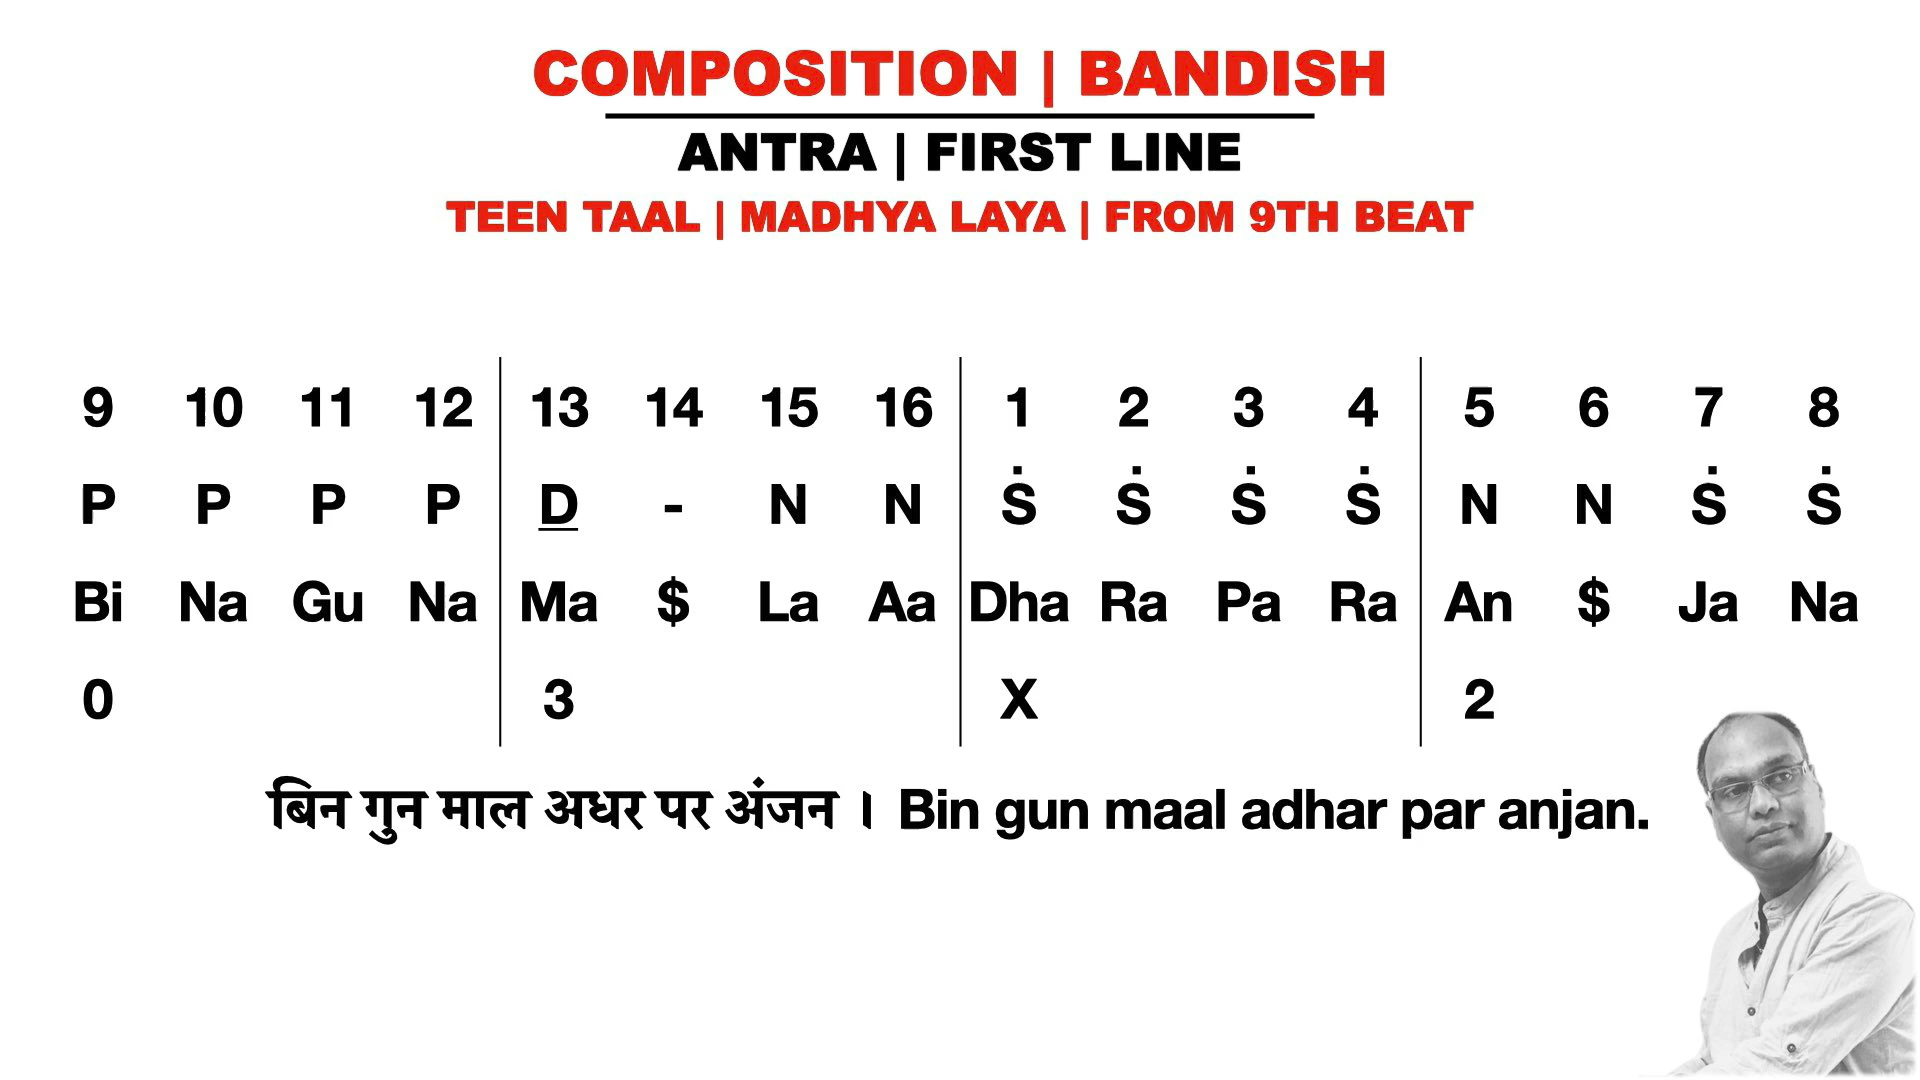 COMPOSITION | BANDISH
ANTRA | FIRST LINE
TEEN TAAL | MADHYA LAYA | FROM 9TH BEAT
9 10 11 12 13 14 15 16 1 2 3 4 5 6 7 8
P P P P D̲ - N N Ṡ Ṡ Ṡ Ṡ N N Ṡ Ṡ
Bi Na Gu Na Ma $ La Aa Dha Ra Pa Ra An $ Ja Na
0 3 X 2
बिन गुन माल अधर पर अंजन । Bin gun maal adhar par anjan.